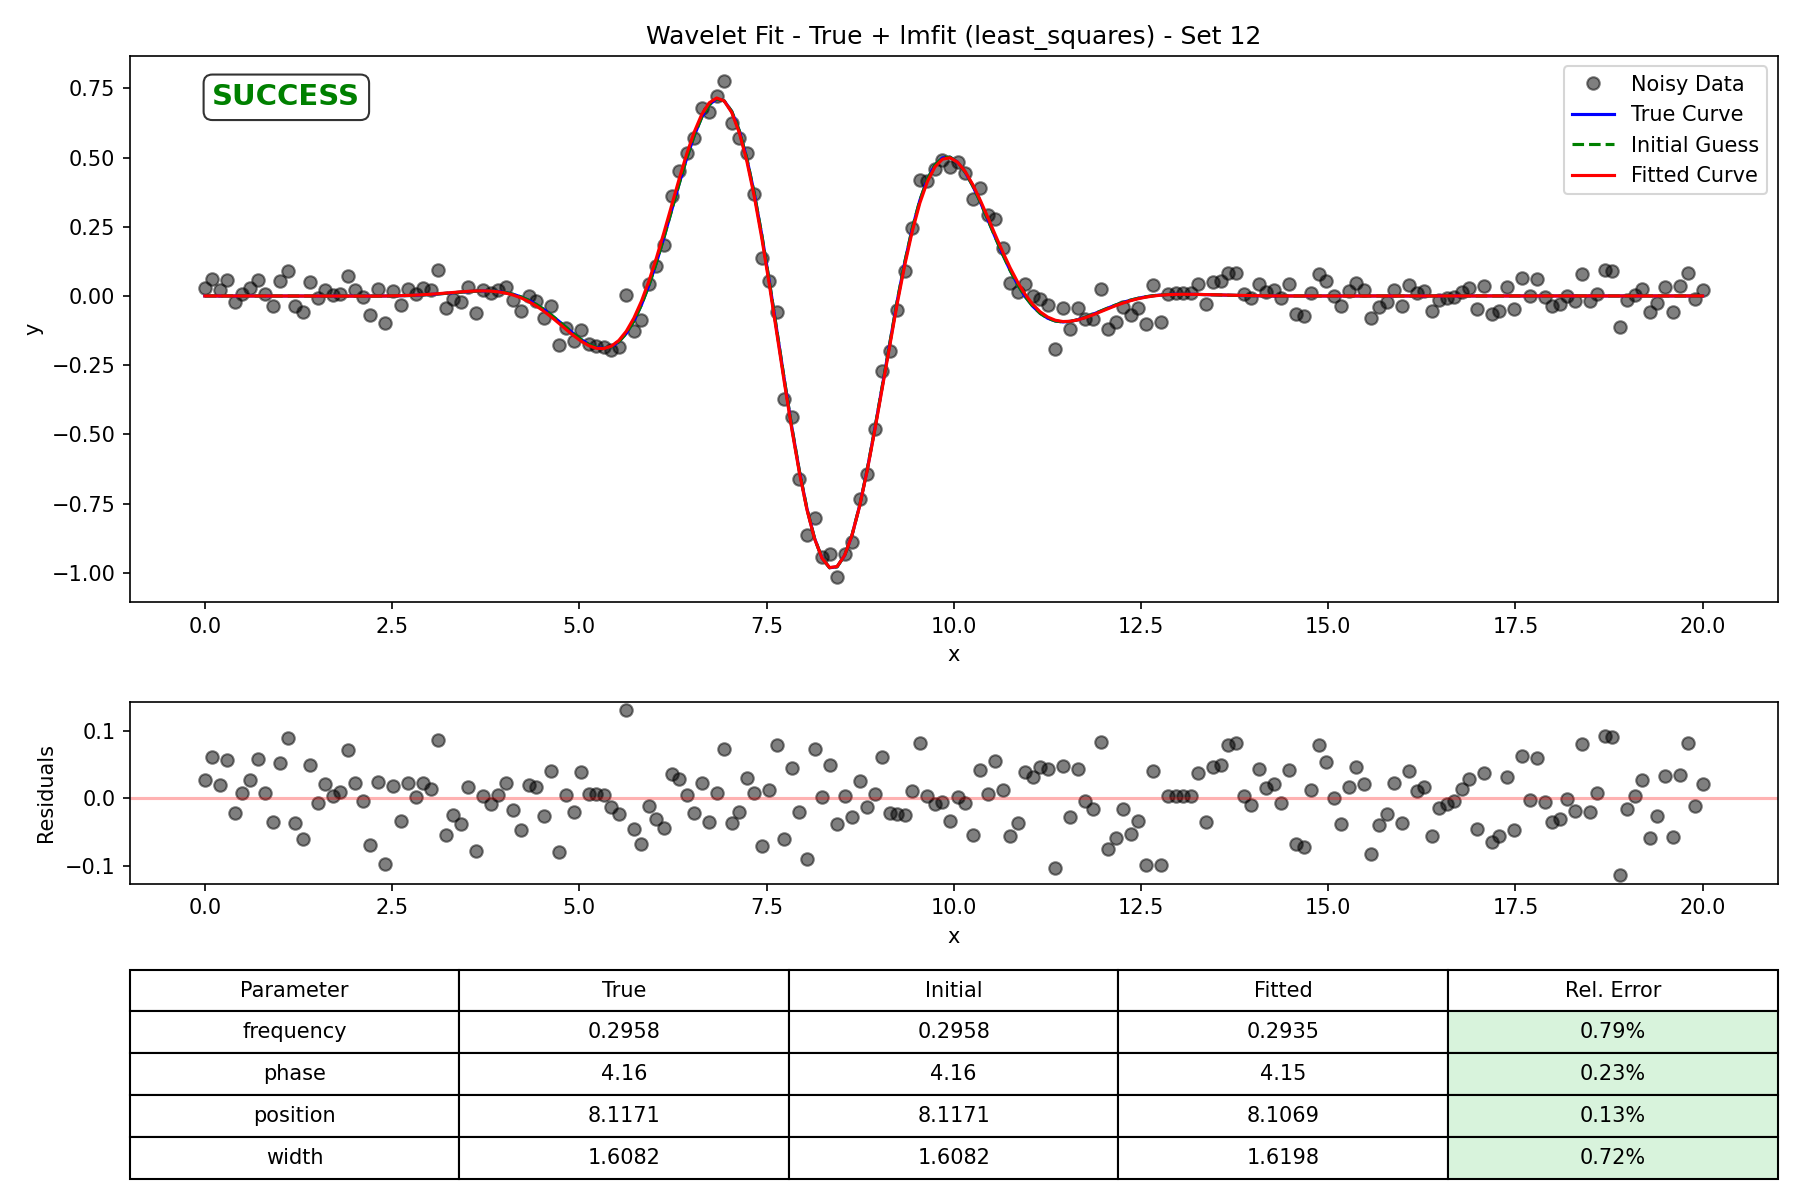 Wavelet Fit - True + lmfit (least_squares) - Set 12
SUCCESS
Noisy Data
True Curve
Initial Guess
Fitted Curve
0.75
0.50
0.25
0.00
−0.25
−0.50
−0.75
−1.00
y
0.0 2.5 5.0 7.5 10.0 12.5 15.0 17.5 20.0
x
0.1
0.0
−0.1
Residuals
0.0 2.5 5.0 7.5 10.0 12.5 15.0 17.5 20.0
x
Parameter True Initial Fitted Rel. Error
frequency 0.2958 0.2958 0.2935 0.79%
phase 4.16 4.16 4.15 0.23%
position 8.1171 8.1171 8.1069 0.13%
width 1.6082 1.6082 1.6198 0.72%